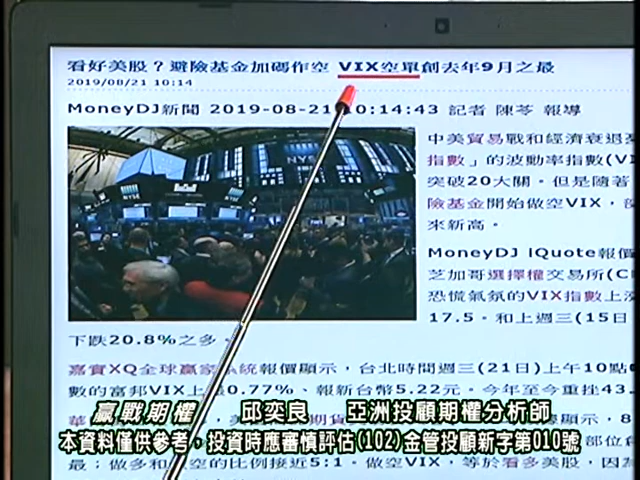 看好美股？避險基金加碼作空 VIX空單創去年9月之最
2019/08/21 10:14
MoneyDJ新聞 2019-08-21 10:14:43 記者 陳苓 報導
中美貿易戰和經濟衰退
指數」的波動率指數(VI
突破20大關。但是隨著
險基金開始做空VIX，
來新高。
MoneyDJ iQuote報價
芝加哥選擇權交易所(C
恐慌氣氛的VIX指數上
17.5。和上週三(15日
下跌20.8%之多。
嘉實XQ全球贏家系統報價顯示，台北時間週三(21日)上午10點
數的富邦VIX上 0.77%、報新台幣5.22元。今年至今重挫43.
贏戰期權 邱奕良 亞洲投顧期權分析師
本資料僅供參考，投資時應審慎評估(102)金管投顧新字第010號
最；做多和 空的比例接近5:1。做空VIX，等於看多美股，因為